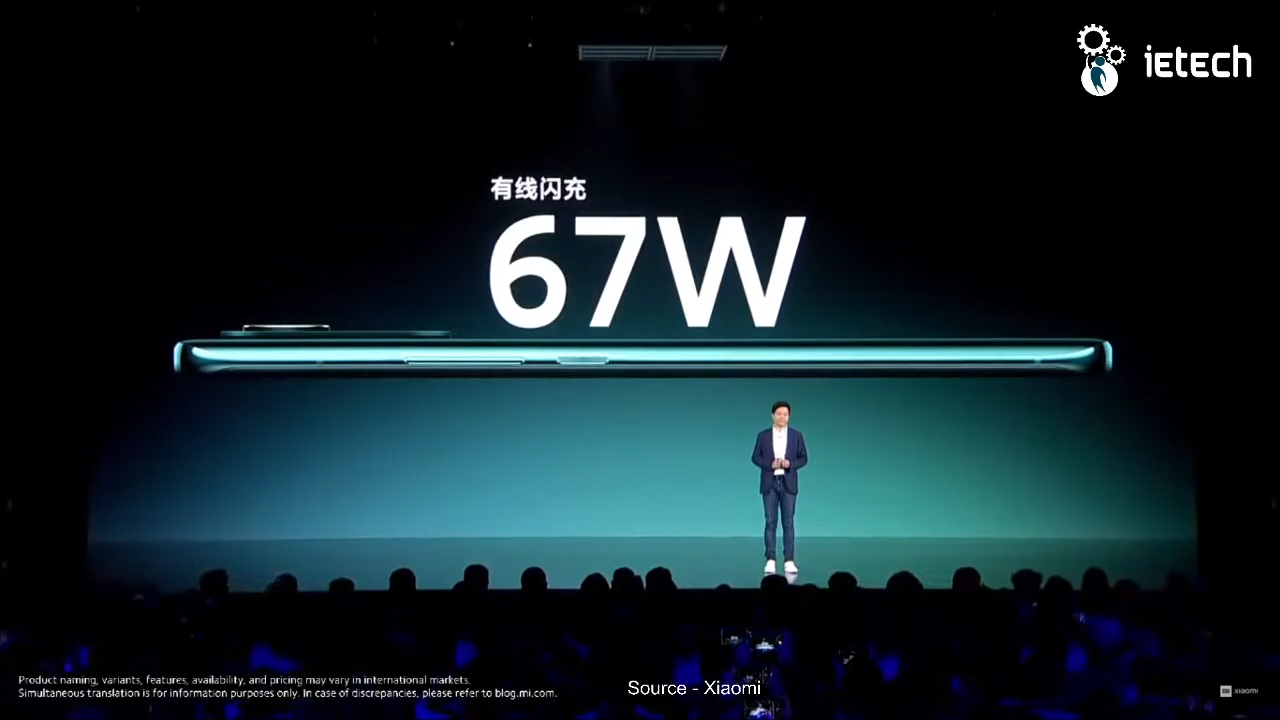 ietech
有线闪充
67W
Product naming, variants, features, availability, and pricing may vary in international markets.
Simultaneous translation is for information purposes only. In case of discrepancies, please refer to blog.mi.com.
Source - Xiaomi
xiaomi